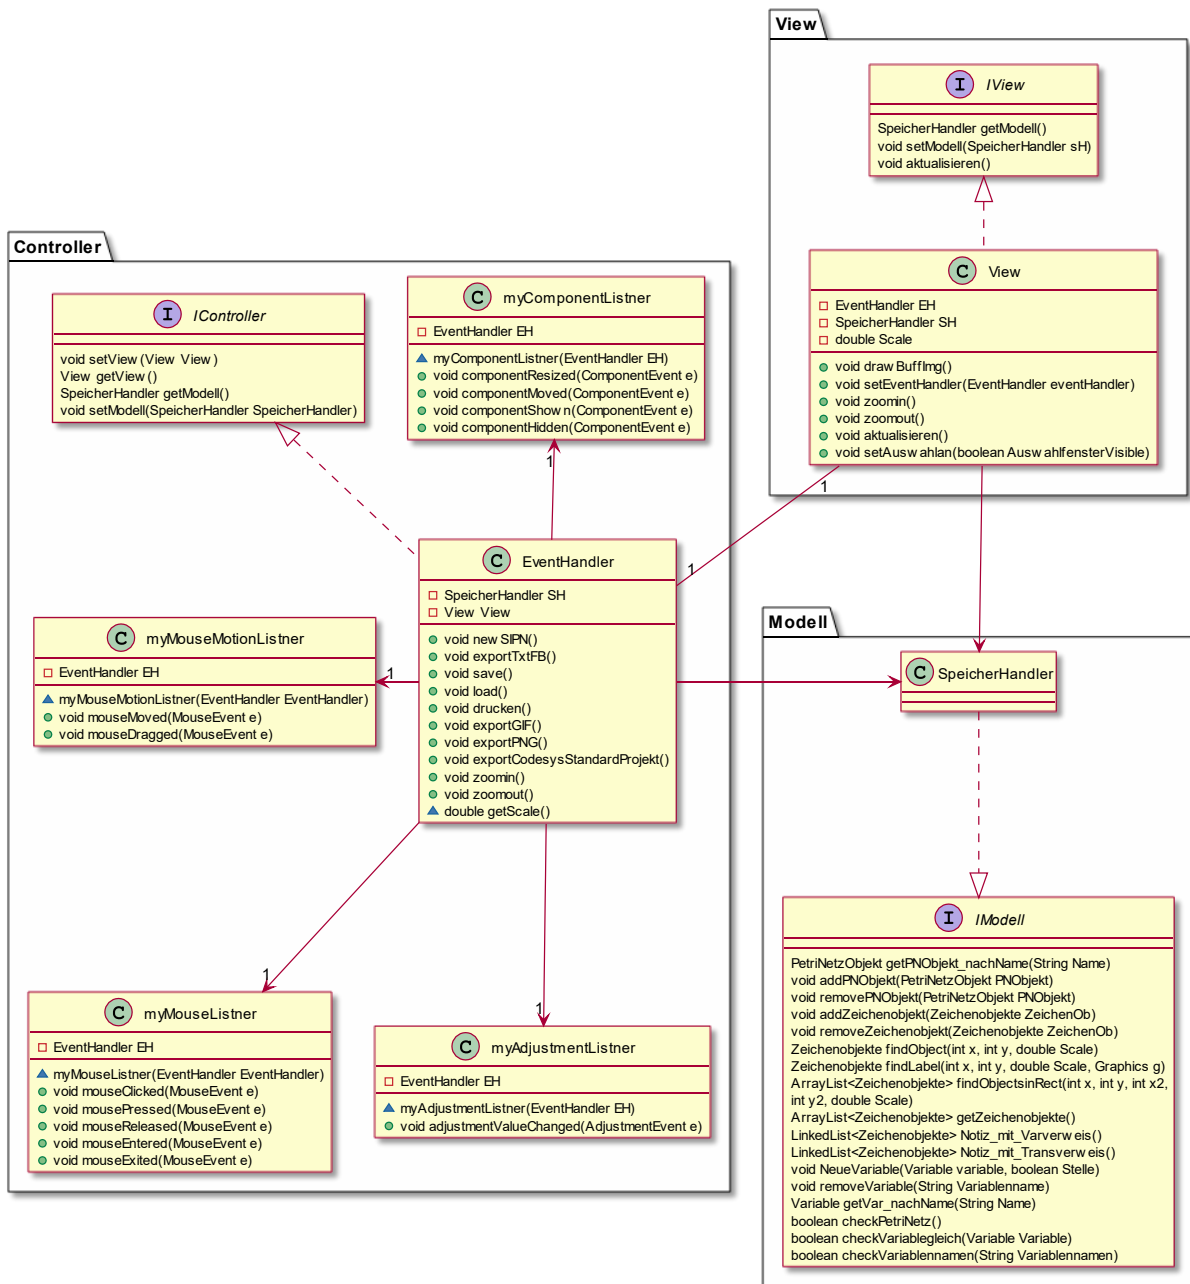 View
I IView
SpeicherHandler getModell()
void setModell(SpeicherHandler sH)
void aktualisieren()
C View
EventHandler EH
SpeicherHandler SH
double Scale
void drawBuffImg()
void setEventHandler(EventHandler eventHandler)
void zoomin()
void zoomout()
void aktualisieren()
void setAuswahlan(boolean AuswahlfensterVisible)
1
Controller
I IController
void setView(View View)
View getView()
SpeicherHandler getModell()
void setModell(SpeicherHandler SpeicherHandler)
C myComponentListner
EventHandler EH
myComponentListner(EventHandler EH)
void componentResized(ComponentEvent e)
void componentMoved(ComponentEvent e)
void componentShown(ComponentEvent e)
void componentHidden(ComponentEvent e)
1
C EventHandler
SpeicherHandler SH
View View
void newSIPN()
void exportTxtFB()
void save()
void load()
void drucken()
void exportGIF()
void exportPNG()
void exportCodesysStandardProjekt()
void zoomin()
void zoomout()
double getScale()
1
C myMouseMotionListner
EventHandler EH
myMouseMotionListner(EventHandler EventHandler)
void mouseMoved(MouseEvent e)
void mouseDragged(MouseEvent e)
1
1
C myMouseListner
EventHandler EH
myMouseListner(EventHandler EventHandler)
void mouseClicked(MouseEvent e)
void mousePressed(MouseEvent e)
void mouseReleased(MouseEvent e)
void mouseEntered(MouseEvent e)
void mouseExited(MouseEvent e)
1
C myAdjustmentListner
EventHandler EH
myAdjustmentListner(EventHandler EH)
void adjustmentValueChanged(AdjustmentEvent e)
Modell
C SpeicherHandler
I IModell
PetriNetzObjekt getPNObjekt_nachName(String Name)
void addPNObjekt(PetriNetzObjekt PNObjekt)
void removePNObjekt(PetriNetzObjekt PNObjekt)
void addZeichenobjekt(Zeichenobjekte ZeichenOb)
void removeZeichenobjekt(Zeichenobjekte ZeichenOb)
Zeichenobjekte findObject(int x, int y, double Scale)
Zeichenobjekte findLabel(int x, int y, double Scale, Graphics g)
ArrayList<Zeichenobjekte> findObjectsinRect(int x, int y, int x2,
int y2, double Scale)
ArrayList<Zeichenobjekte> getZeichenobjekte()
LinkedList<Zeichenobjekte> Notiz_mit_Varverweis()
LinkedList<Zeichenobjekte> Notiz_mit_Transverweis()
void NeueVariable(Variable variable, boolean Stelle)
void removeVariable(String Variablenname)
Variable getVar_nachName(String Name)
boolean checkPetriNetz()
boolean checkVariablegleich(Variable Variable)
boolean checkVariablennamen(String Variablennamen)